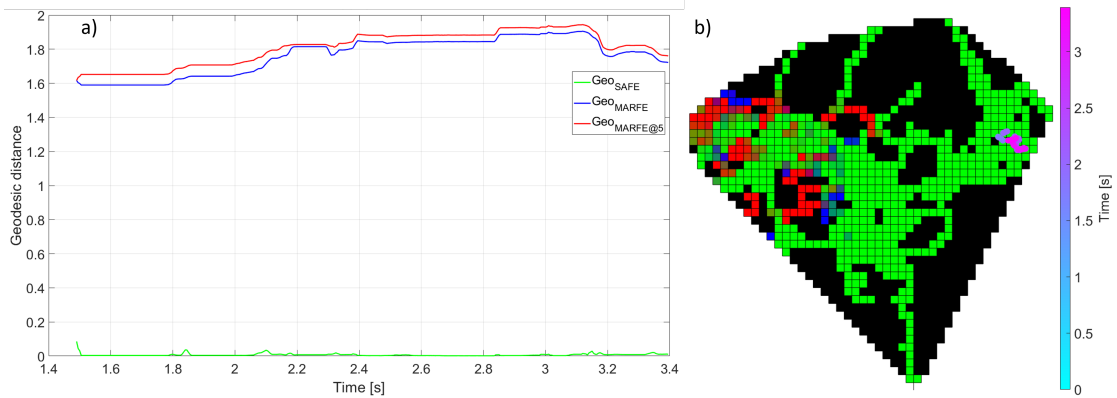 a)
Geodesic distance
2
1.8
1.6
1.4
1.2
1
0.8
0.6
0.4
0.2
0
1.4 1.6 1.8 2 2.2 2.4 2.6 2.8 3 3.2 3.4
Time [s]
Geo_SAFE
Geo_MARFE
Geo_MARFE@5
b)
3
2.5
2
1.5
1
0.5
0
Time [s]